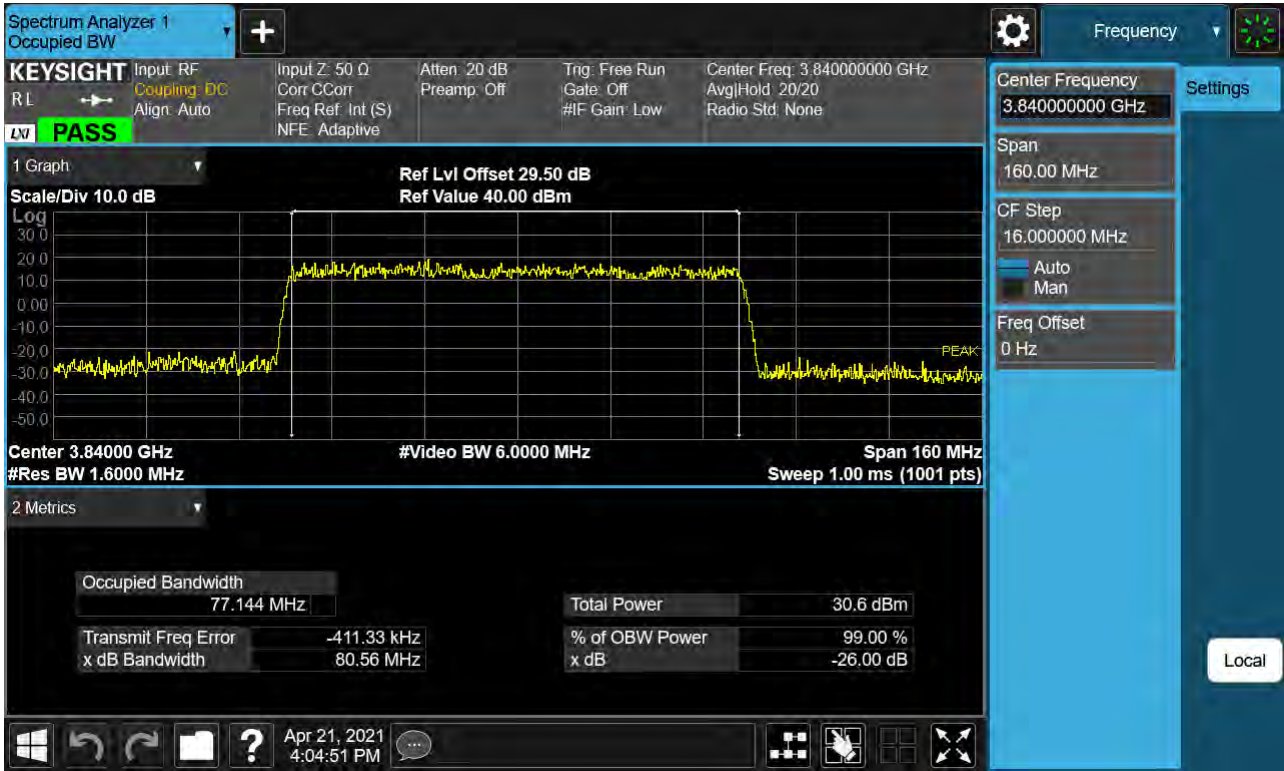 Spectrum Analyzer 1
Occupied BW
Frequency
KEYSIGHT
RL
LXI
PASS
Input: RF
Coupling: DC
Align: Auto
Input Z: 50 Ω
Corr CCorr
Freq Ref: Int (S)
NFE: Adaptive
Atten: 20 dB
Preamp: Off
Trig: Free Run
Gate: Off
#IF Gain: Low
Center Freq: 3.840000000 GHz
Avg|Hold: 20/20
Radio Std: None
Center Frequency
3.840000000 GHz
Settings
Span
160.00 MHz
CF Step
16.000000 MHz
Auto
Man
Freq Offset
0 Hz
Local
1 Graph
Scale/Div 10.0 dB
Ref Lvl Offset 29.50 dB
Ref Value 40.00 dBm
Log
30.0
20.0
10.0
0.00
-10.0
-20.0
-30.0
-40.0
-50.0
PEAK
Center 3.84000 GHz
#Video BW 6.0000 MHz
Span 160 MHz
#Res BW 1.6000 MHz
Sweep 1.00 ms (1001 pts)
2 Metrics
Occupied Bandwidth
77.144 MHz
Total Power 30.6 dBm
Transmit Freq Error -411.33 kHz
% of OBW Power 99.00 %
x dB Bandwidth 80.56 MHz
x dB -26.00 dB
?
Apr 21, 2021
4:04:51 PM